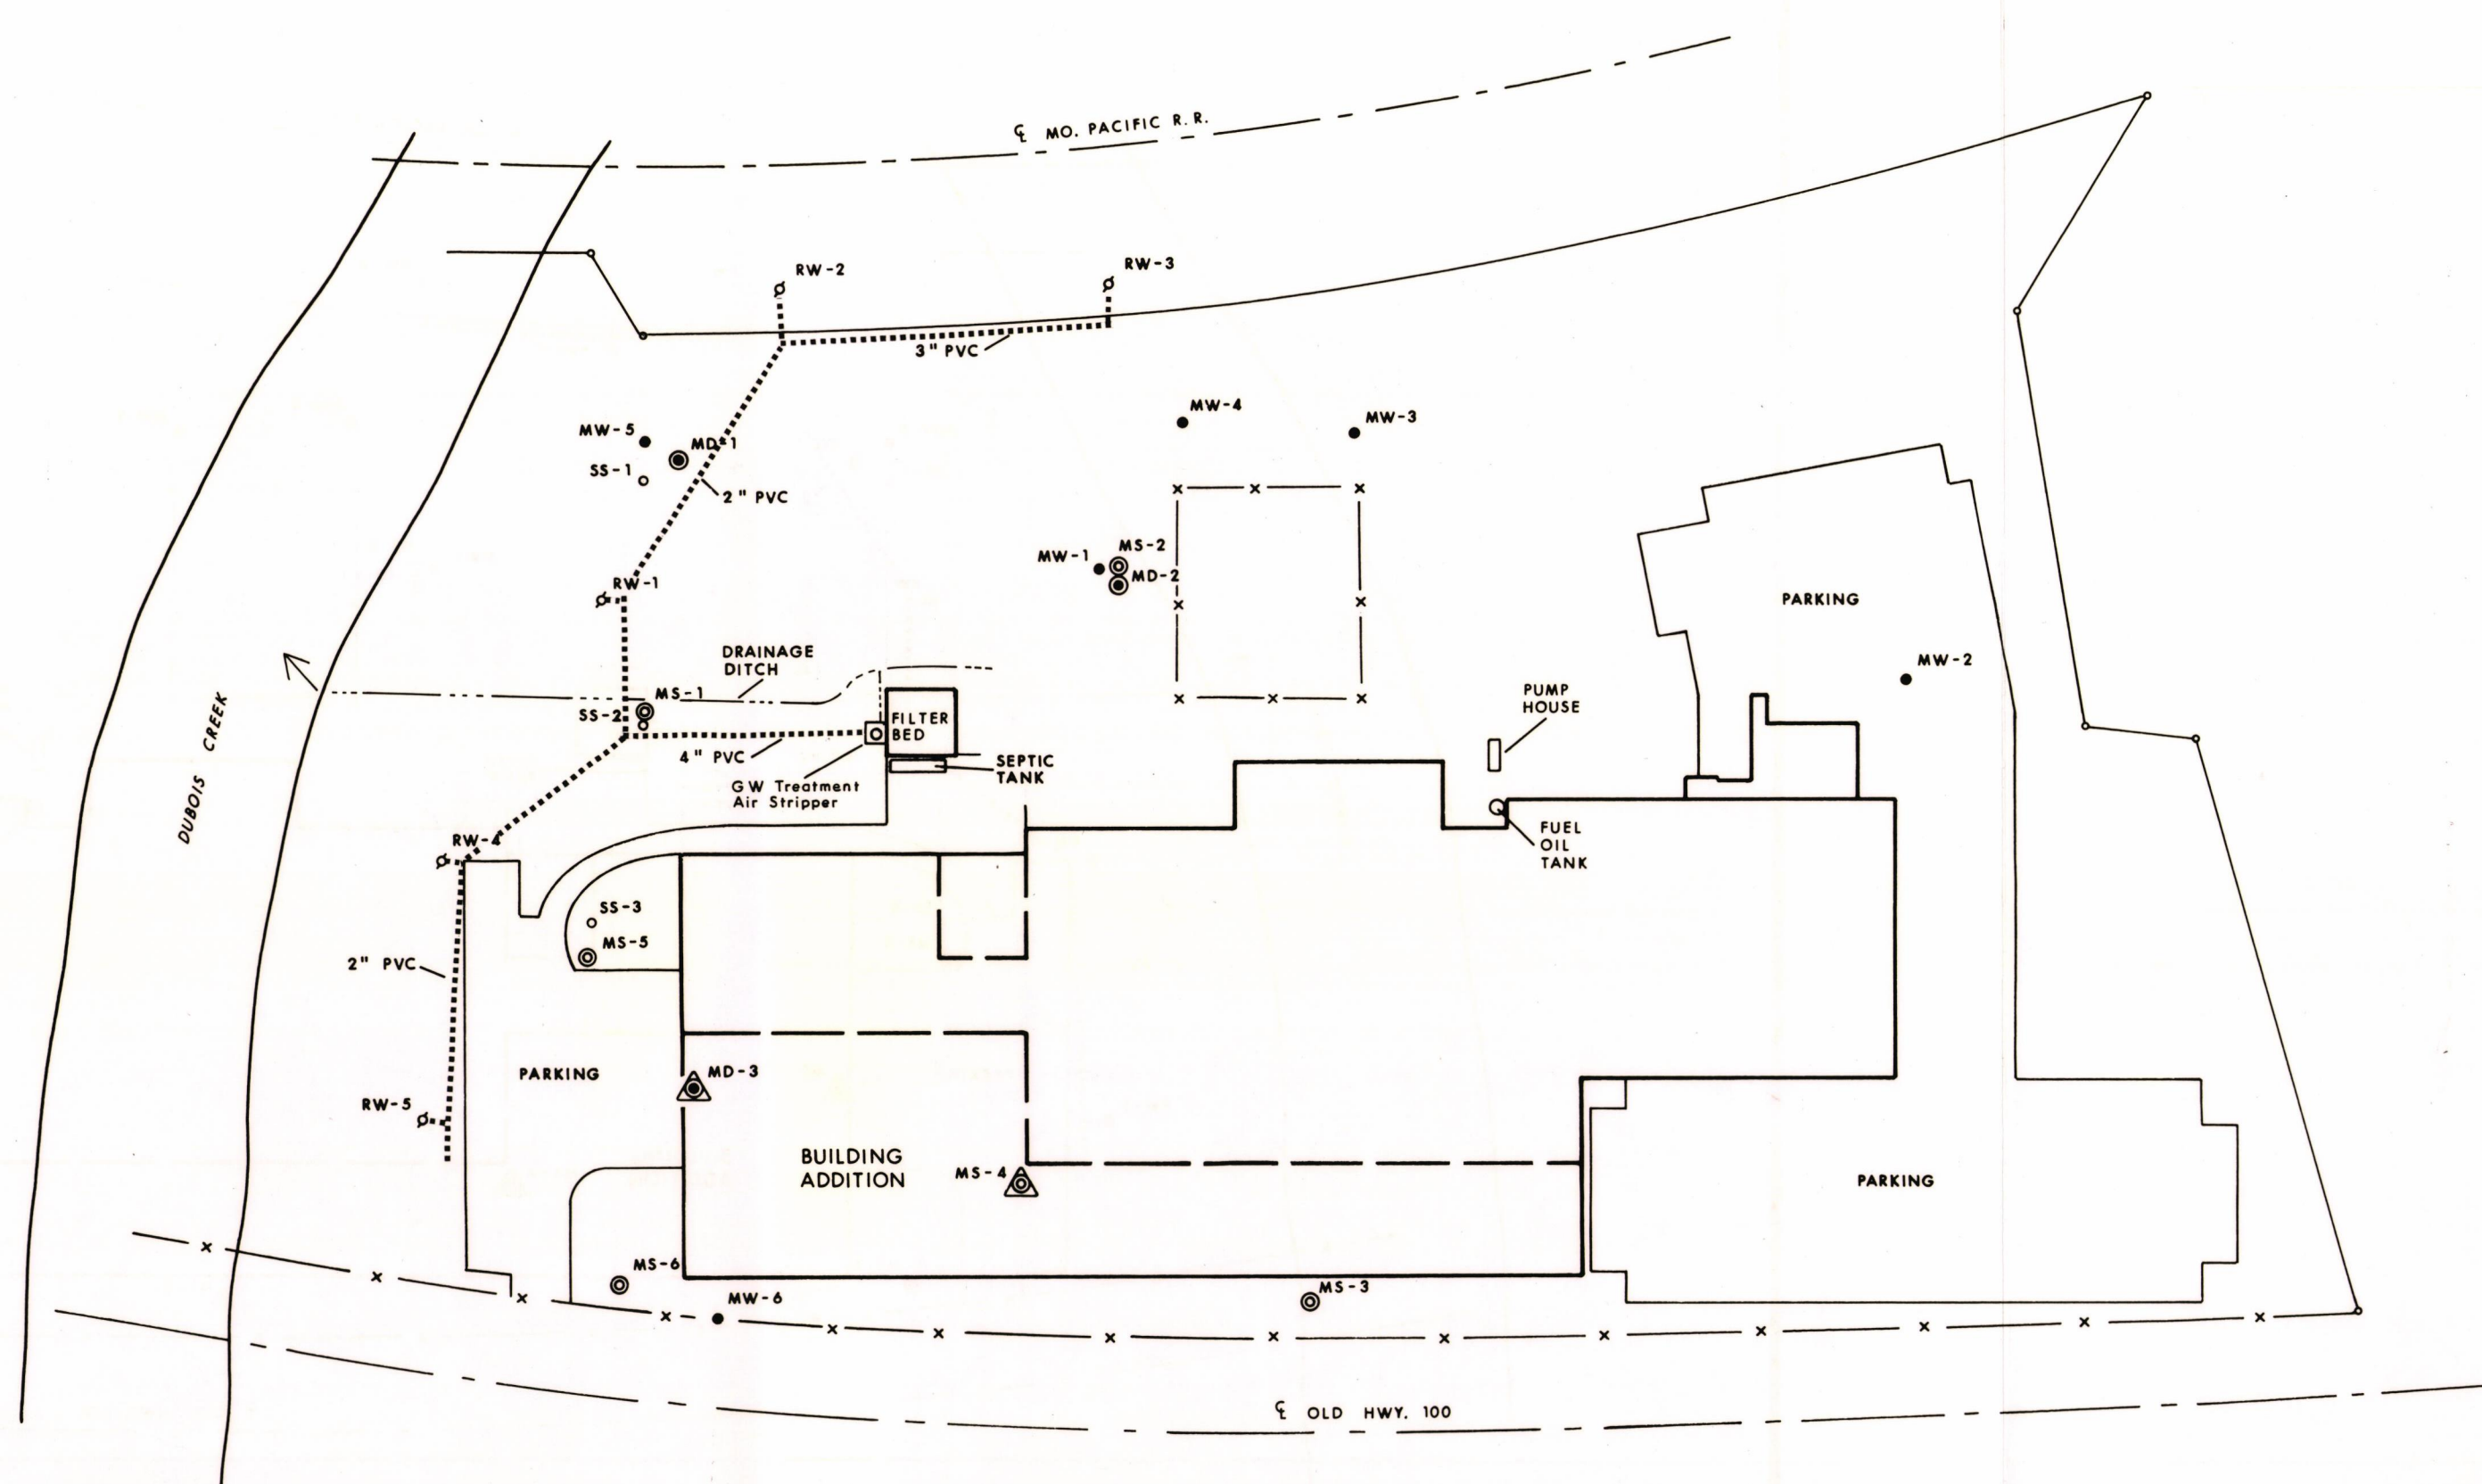 ℄ MO. PACIFIC R. R.
RW-2
RW-3
3" PVC
MW-4
MW-3
MW-5
MD-1
SS-1
2" PVC
MW-1
MS-2
MD-2
RW-1
PARKING
DRAINAGE
DITCH
MW-2
MS-1
SS-2
FILTER
BED
PUMP
HOUSE
4" PVC
SEPTIC
TANK
GW Treatment
Air Stripper
DUBOIS CREEK
RW-4
FUEL
OIL
TANK
SS-3
MS-5
2" PVC
PARKING
MD-3
RW-5
BUILDING
ADDITION
MS-4
PARKING
MS-6
MS-3
MW-6
℄ OLD HWY. 100